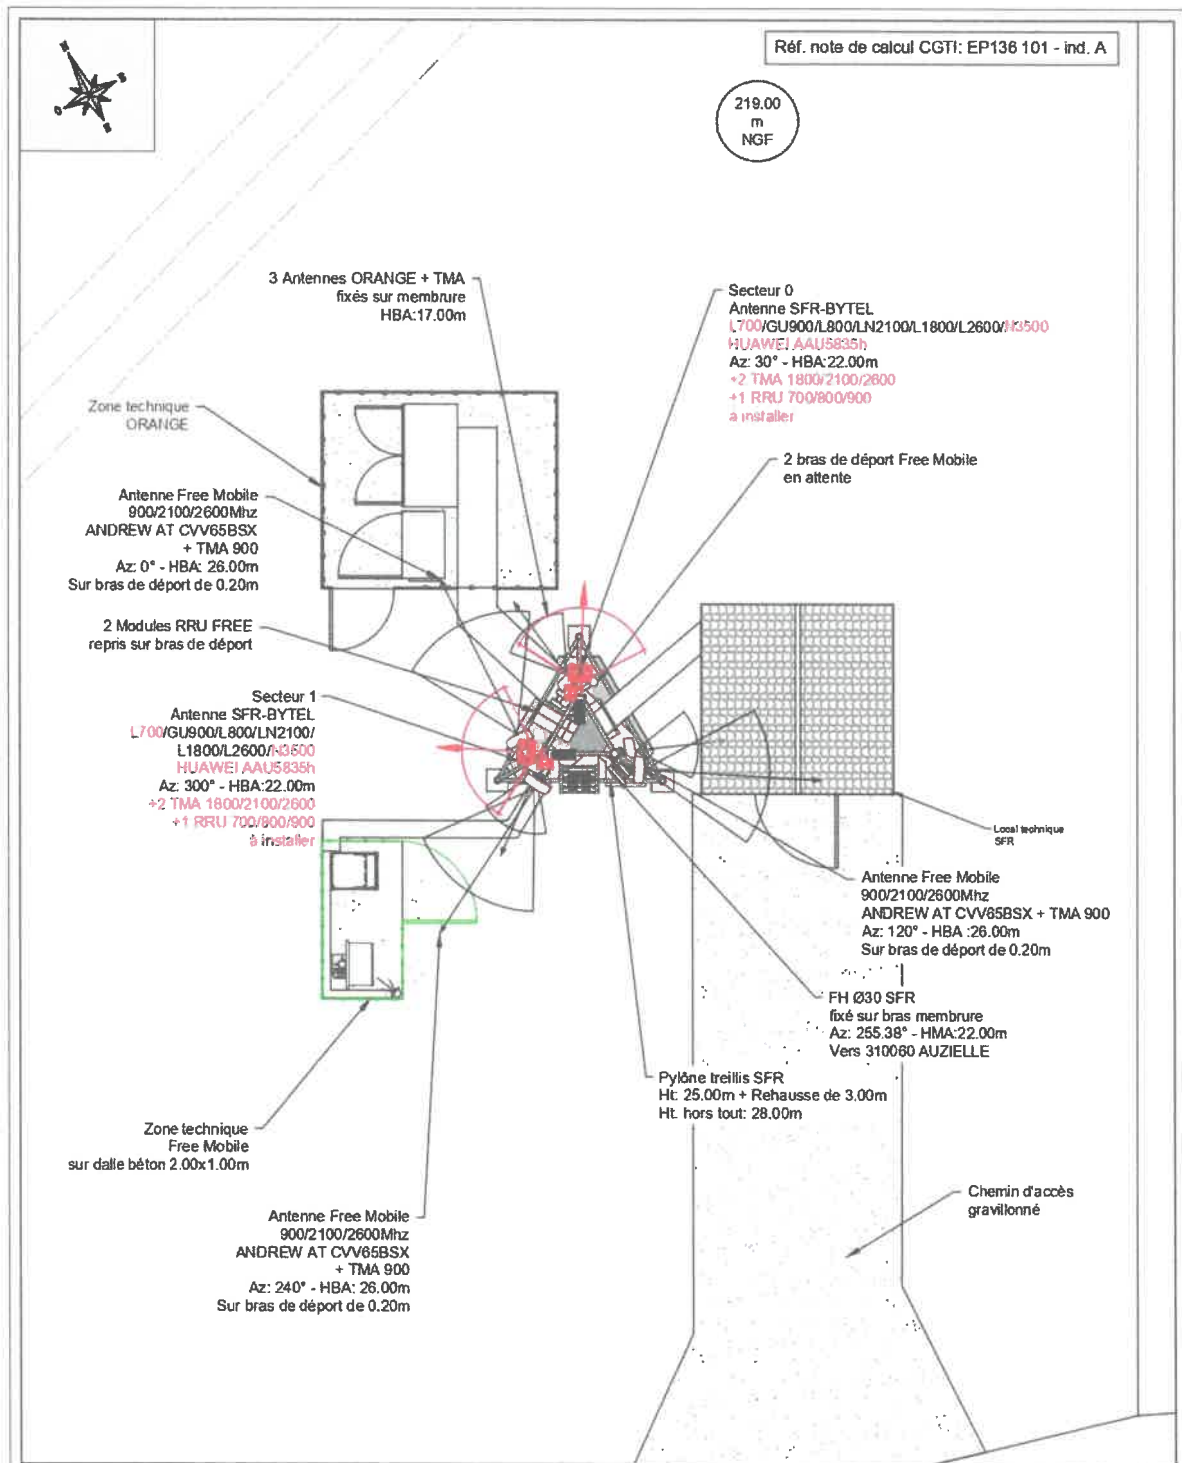 Réf. note de calcul CGTI: EP136 101 - ind. A
219.00
m
NGF
3 Antennes ORANGE + TMA
fixés sur membrure
HBA:17.00m
Secteur 0
Antenne SFR-BYTEL
L700/GU900/L800/LN2100/L1800/L2600/N3500
HUAWEI AAU5835h
Az: 30° - HBA:22.00m
+2 TMA 1800/2100/2600
+1 RRU 700/800/900
à installer
Zone technique
ORANGE
2 bras de déport Free Mobile
en attente
Antenne Free Mobile
900/2100/2600Mhz
ANDREW AT CVV65BSX
+ TMA 900
Az: 0° - HBA: 26.00m
Sur bras de déport de 0.20m
2 Modules RRU FREE
repris sur bras de déport
Secteur 1
Antenne SFR-BYTEL
L700/GU900/L800/LN2100/
L1800/L2600/N3500
HUAWEI AAU5835h
Az: 300° - HBA:22.00m
+2 TMA 1800/2100/2600
+1 RRU 700/800/900
à installer
Local technique
SFR
Antenne Free Mobile
900/2100/2600Mhz
ANDREW AT CVV65BSX + TMA 900
Az: 120° - HBA :26.00m
Sur bras de déport de 0.20m
FH Ø30 SFR
fixé sur bras membrure
Az: 255.38° - HMA:22.00m
Vers 310060 AUZIELLE
Pylône treillis SFR
Ht: 25.00m + Rehausse de 3.00m
Ht. hors tout: 28.00m
Zone technique
Free Mobile
sur dalle béton 2.00x1.00m
Chemin d'accès
gravillonné
Antenne Free Mobile
900/2100/2600Mhz
ANDREW AT CVV65BSX
+ TMA 900
Az: 240° - HBA: 26.00m
Sur bras de déport de 0.20m